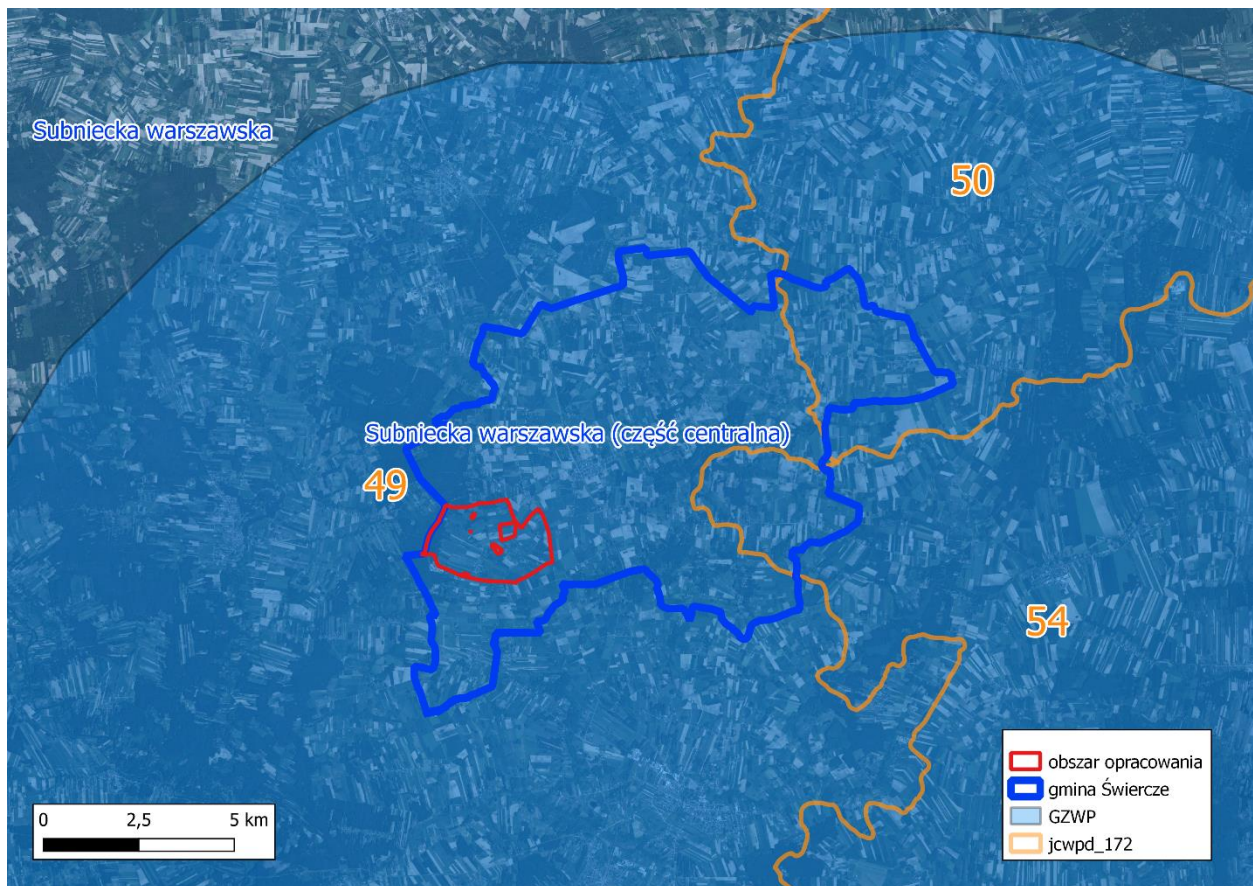 Subniecka warszawska
50
Subniecka warszawska (część centralna)
49
54
obszar opracowania
gmina Świercze
GZWP
jcwpd_172
0 2,5 5 km